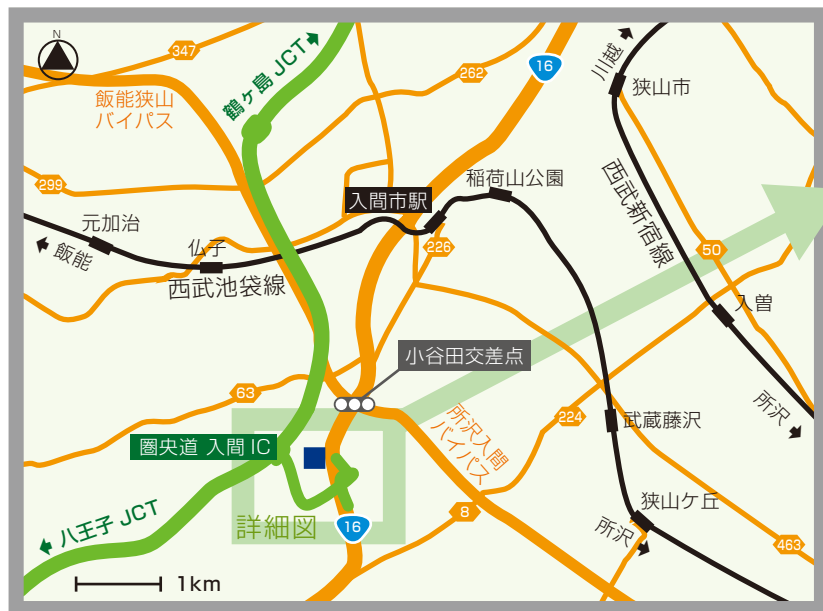 N
347
鶴ヶ島 JCT
川越
16
262
狭山市
飯能狭山
バイパス
299
入間市駅
稲荷山公園
西武新宿線
元加治
飯能
仏子
226
50
西武池袋線
入曽
小谷田交差点
63
所沢入間
バイパス
224
武蔵藤沢
所沢
圏央道 入間 IC
狭山ケ丘
8
八王子 JCT
詳細図
16
所沢
463
1km